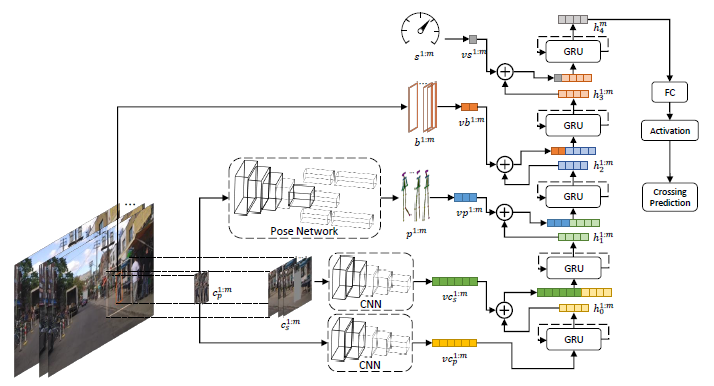 h_4^m
GRU
s^{1:m}
vs^{1:m}
h_3^{1:m}
FC
GRU
b^{1:m}
vb^{1:m}
Activation
h_2^{1:m}
GRU
Crossing
Prediction
...
Pose Network
p^{1:m}
vp^{1:m}
h_1^{1:m}
GRU
c_p^{1:m}
CNN
vc_s^{1:m}
c_s^{1:m}
h_0^{1:m}
GRU
CNN
vc_p^{1:m}